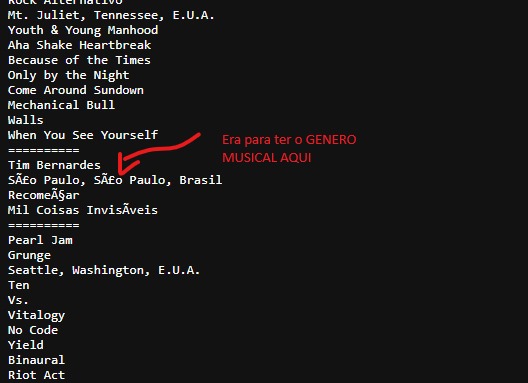 Rock Alternativo
Mt. Juliet, Tennessee, E.U.A.
Youth & Young Manhood
Aha Shake Heartbreak
Because of the Times
Only by the Night
Come Around Sundown
Mechanical Bull
Walls
When You See Yourself
==========
Tim Bernardes
SÃ£o Paulo, SÃ£o Paulo, Brasil
RecomeÃ§ar
Mil Coisas InvisÃ­veis
==========
Pearl Jam
Grunge
Seattle, Washington, E.U.A.
Ten
Vs.
Vitalogy
No Code
Yield
Binaural
Riot Act
Era para ter o GENERO
MUSICAL AQUI